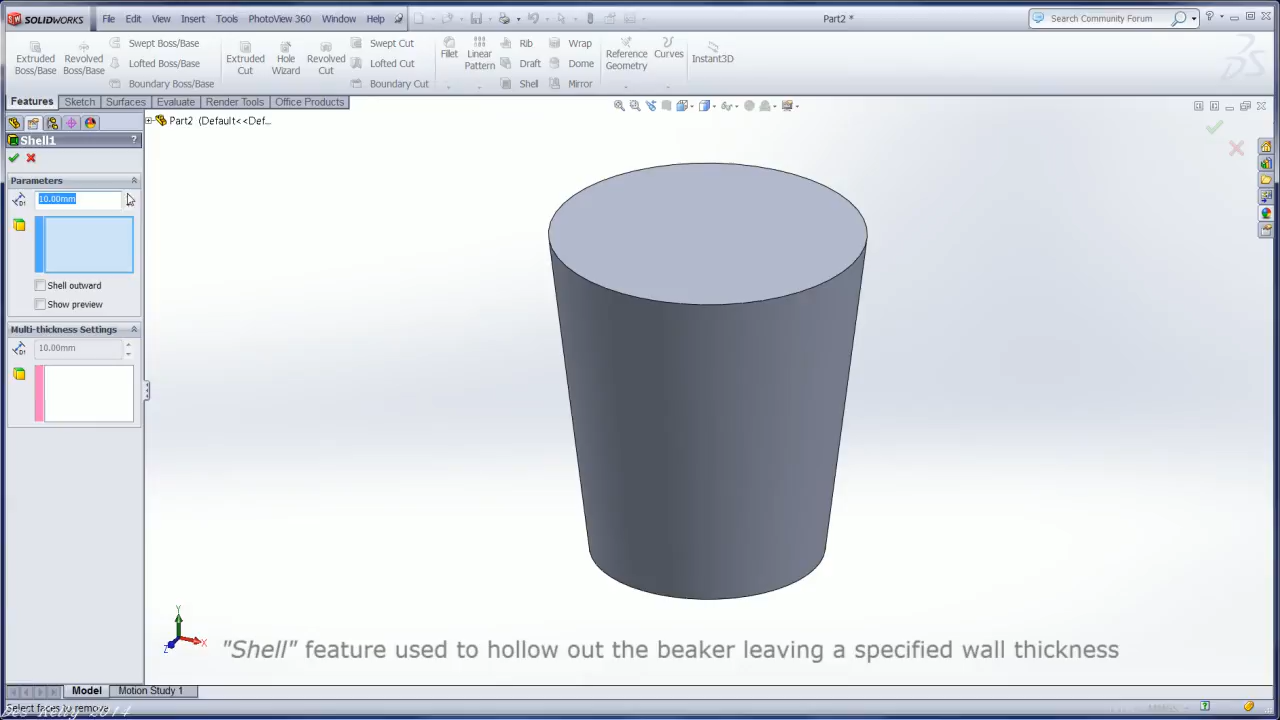 SOLIDWORKS File Edit View Insert Tools PhotoView 360 Window Help Part2 * Search Community Forum
Extruded Boss/Base
Revolved Boss/Base
Swept Boss/Base
Lofted Boss/Base
Boundary Boss/Base
Extruded Cut
Hole Wizard
Revolved Cut
Swept Cut
Lofted Cut
Boundary Cut
Fillet
Linear Pattern
Rib
Draft
Shell
Wrap
Dome
Mirror
Reference Geometry
Curves
Instant3D
Features Sketch Surfaces Evaluate Render Tools Office Products
Part2 (Default<<Def...
Shell1 ?
Parameters
10.00mm
Shell outward
Show preview
Multi-thickness Settings
10.00mm
Y
X
Z
"Shell" feature used to hollow out the beaker leaving a specified wall thickness
Model Motion Study 1
Select faces to remove